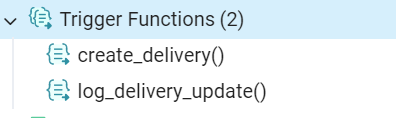 Trigger Functions (2)
create_delivery()
log_delivery_update()